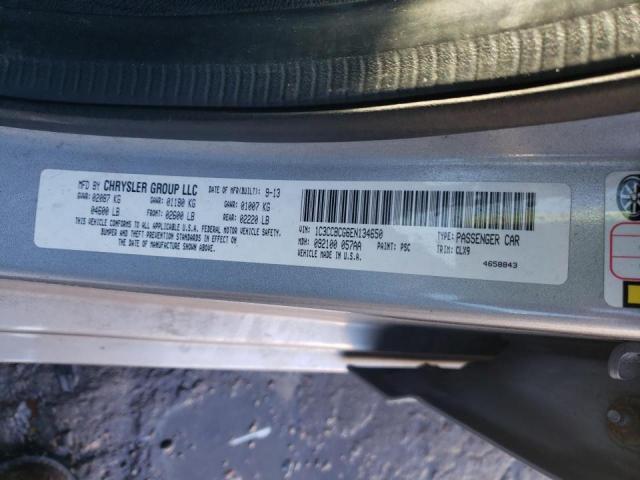 MFD BY CHRYSLER GROUP LLC DATE OF MFR(BUILT): 9-13
GVWR: 02087 KG GAWR: 01180 KG GAWR: 01007 KG
04600 LB FRONT: 02600 LB REAR: 02220 LB
THIS VEHICLE CONFORMS TO ALL APPLICABLE U.S.A. FEDERAL MOTOR VEHICLE SAFETY,
BUMPER AND THEFT PREVENTION STANDARDS IN EFFECT
ON THE DATE OF MANUFACTURE SHOWN ABOVE.
VIN: 1C3CCBCG6EN134650 TYPE: PASSENGER CAR
MDH: 092100 057AA PAINT: PSC TRIM: CLX9
VEHICLE MADE IN U.S.A.
4658843